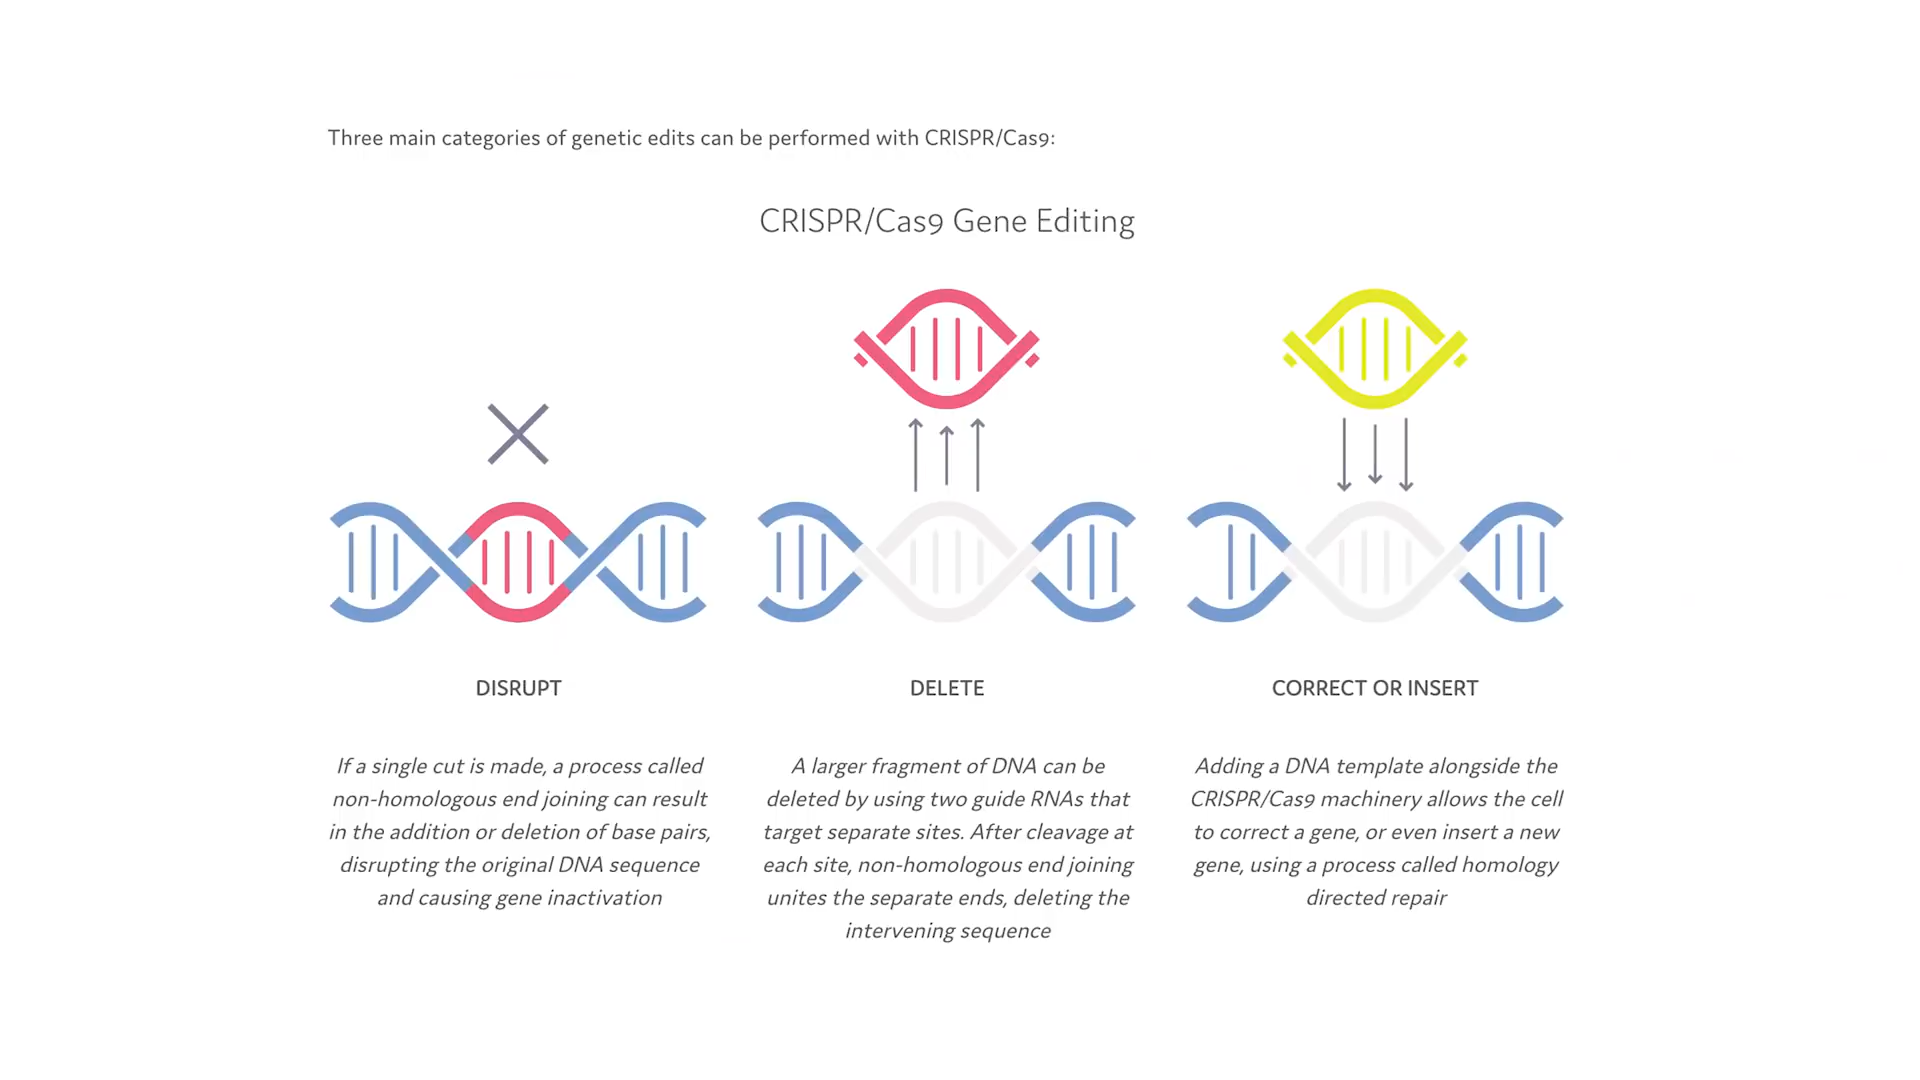 Three main categories of genetic edits can be performed with CRISPR/Cas9:
CRISPR/Cas9 Gene Editing
DISRUPT
If a single cut is made, a process called
non-homologous end joining can result
in the addition or deletion of base pairs,
disrupting the original DNA sequence
and causing gene inactivation
DELETE
A larger fragment of DNA can be
deleted by using two guide RNAs that
target separate sites. After cleavage at
each site, non-homologous end joining
unites the separate ends, deleting the
intervening sequence
CORRECT OR INSERT
Adding a DNA template alongside the
CRISPR/Cas9 machinery allows the cell
to correct a gene, or even insert a new
gene, using a process called homology
directed repair